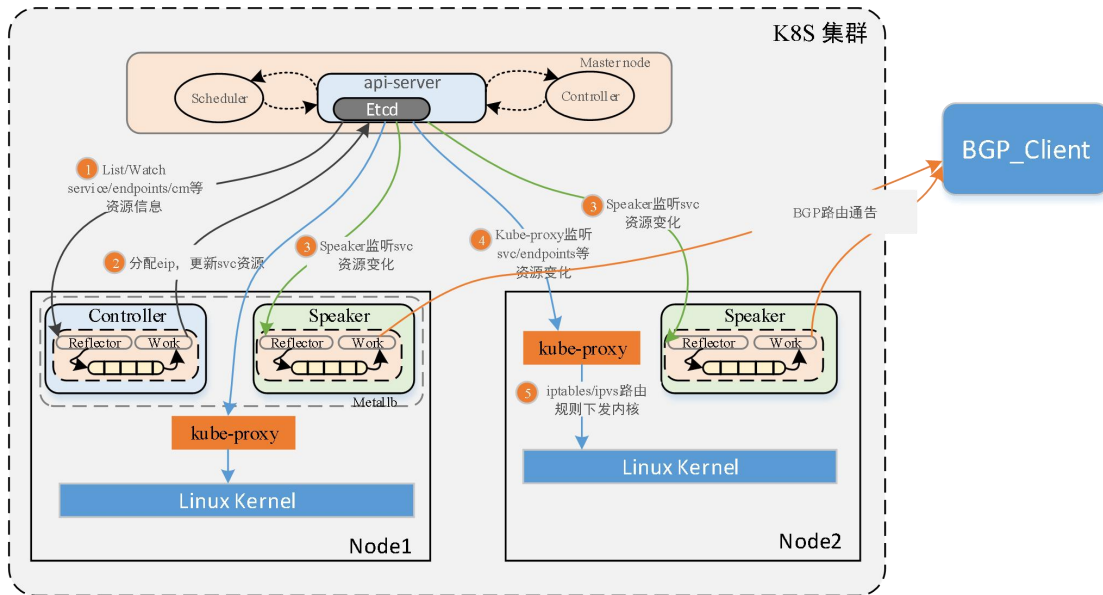 K8S 集群
Master node
api-server
Scheduler
Controller
Etcd
BGP_Client
1
List/Watch
service/endpoints/cm等
资源信息
2
分配eip，更新svc资源
3
Speaker监听svc
资源变化
4
Kube-proxy监听
svc/endpoints等
资源变化
3
Speaker监听svc
资源变化
BGP路由通告
Controller
Reflector
Work
Speaker
Reflector
Work
Metallb
kube-proxy
Linux Kernel
Node1
kube-proxy
5
iptables/ipvs路由
规则下发内核
Speaker
Reflector
Work
Linux Kernel
Node2